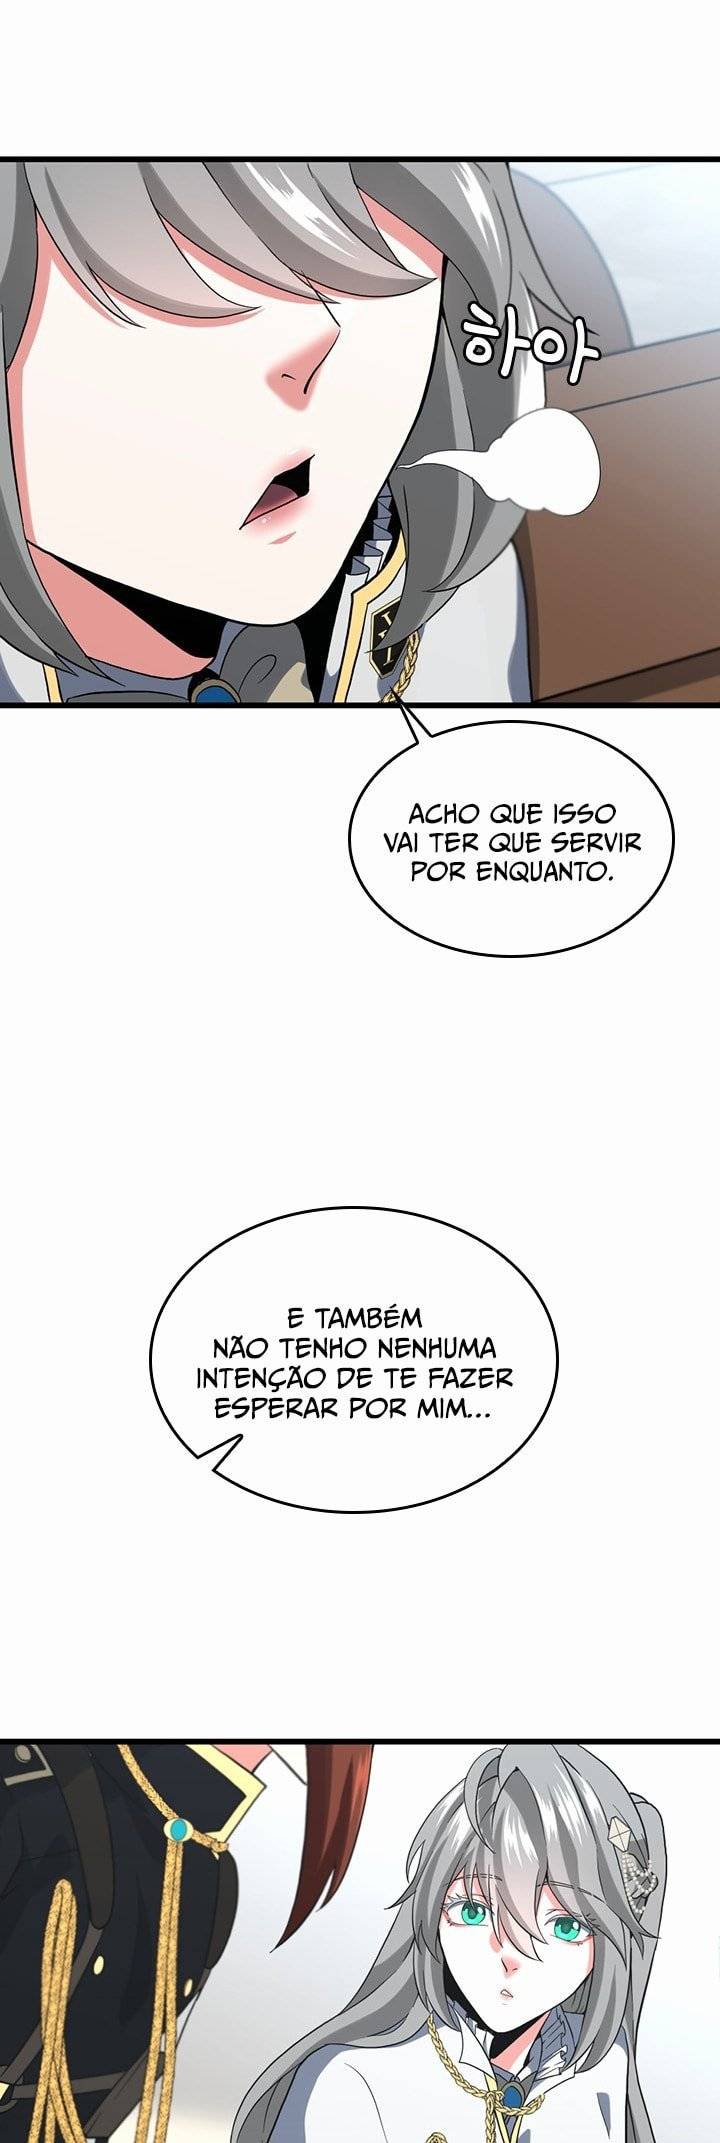 하아
ACHO QUE ISSO
VAI TER QUE SERVIR
POR ENQUANTO.
E TAMBÉM
NÃO TENHO NENHUMA
INTENÇÃO DE TE FAZER
ESPERAR POR MIM...